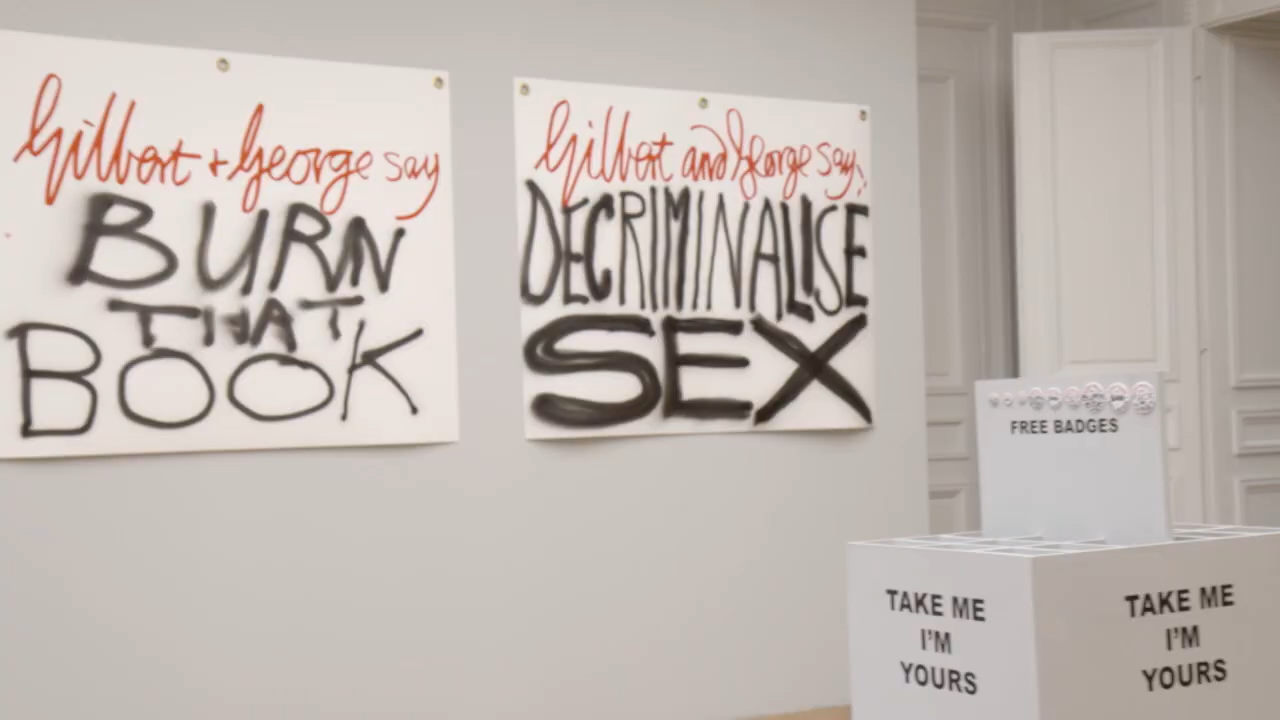 Gilbert + George say
BURN
THAT
BOOK
Gilbert and George say:
DECRIMINALISE
SEX
FREE BADGES
TAKE ME
I'M
YOURS
TAKE ME
I'M
YOURS